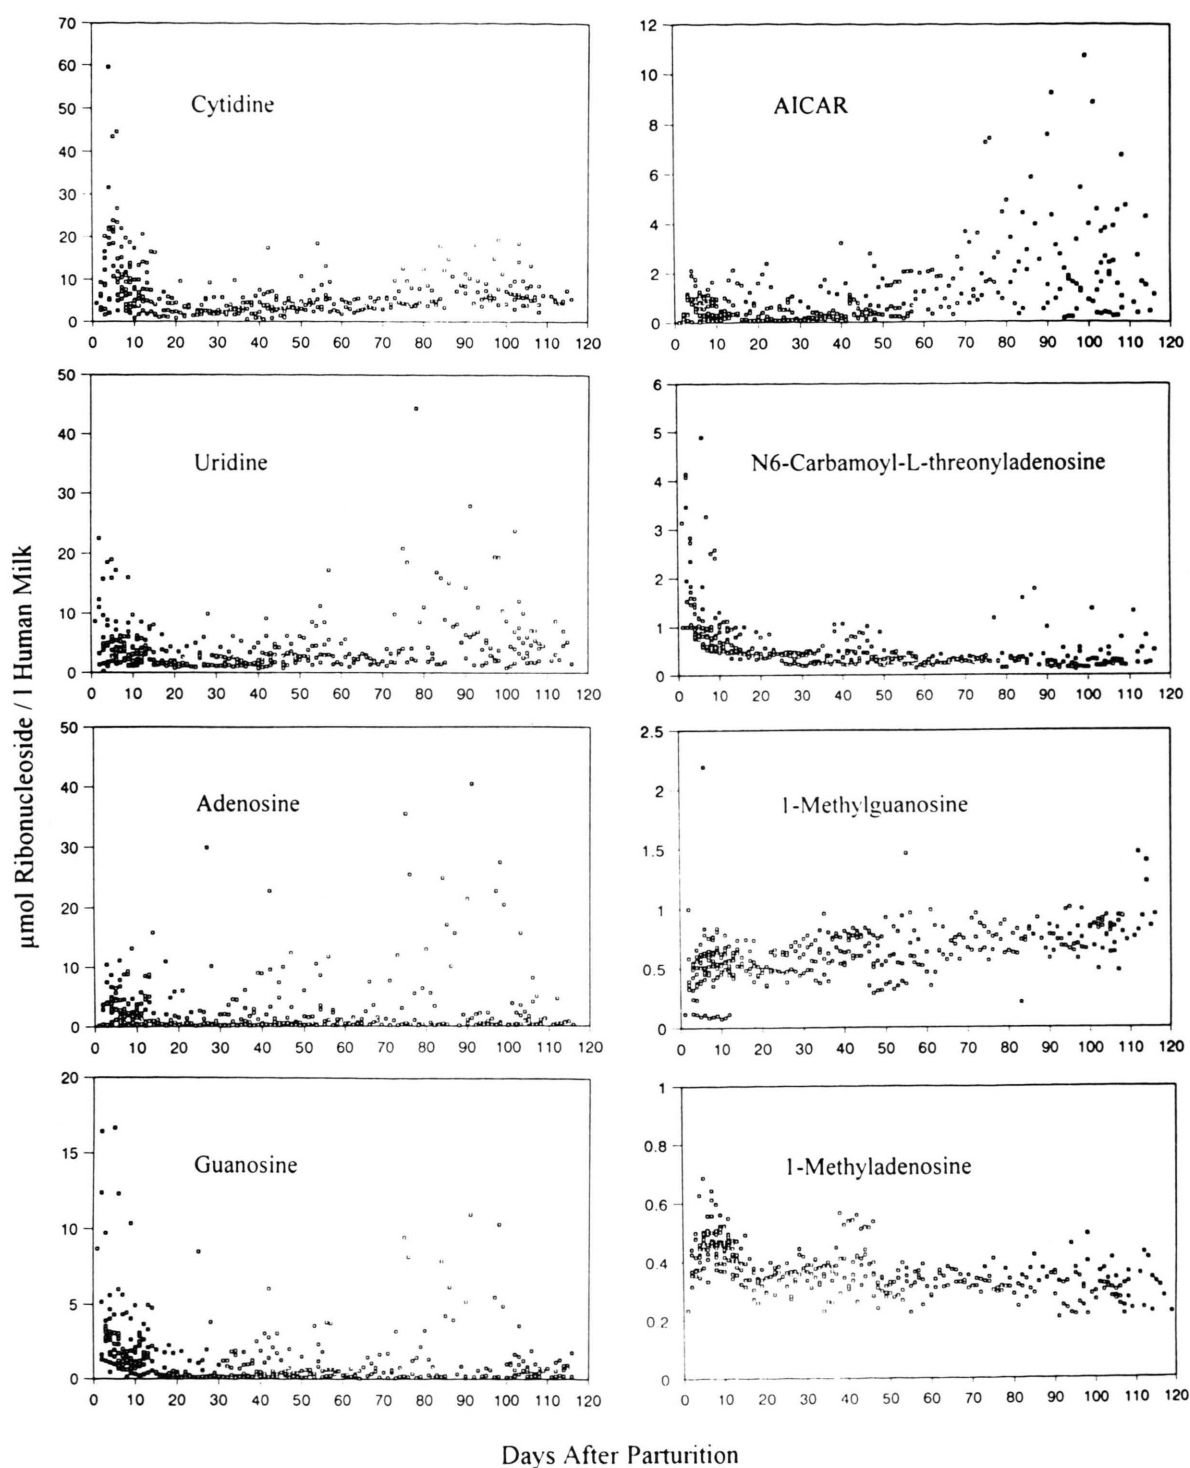 70
60
50
40
30
20
10
0
Cytidine
0 10 20 30 40 50 60 70 80 90 100 110 120
12
10
8
6
4
2
0
AICAR
0 10 20 30 40 50 60 70 80 90 100 110 120
50
40
30
20
10
0
Uridine
0 10 20 30 40 50 60 70 80 90 100 110 120
6
5
4
3
2
1
0
N6-Carbamoyl-L-threonyladenosine
0 10 20 30 40 50 60 70 80 90 100 110 120
µmol Ribonucleoside / l Human Milk
50
40
30
20
10
0
Adenosine
0 10 20 30 40 50 60 70 80 90 100 110 120
2.5
2
1.5
1
0.5
0
1-Methylguanosine
0 10 20 30 40 50 60 70 80 90 100 110 120
20
15
10
5
0
Guanosine
0 10 20 30 40 50 60 70 80 90 100 110 120
1
0.8
0.6
0.4
0.2
0
1-Methyladenosine
0 10 20 30 40 50 60 70 80 90 100 110 120
Days After Parturition